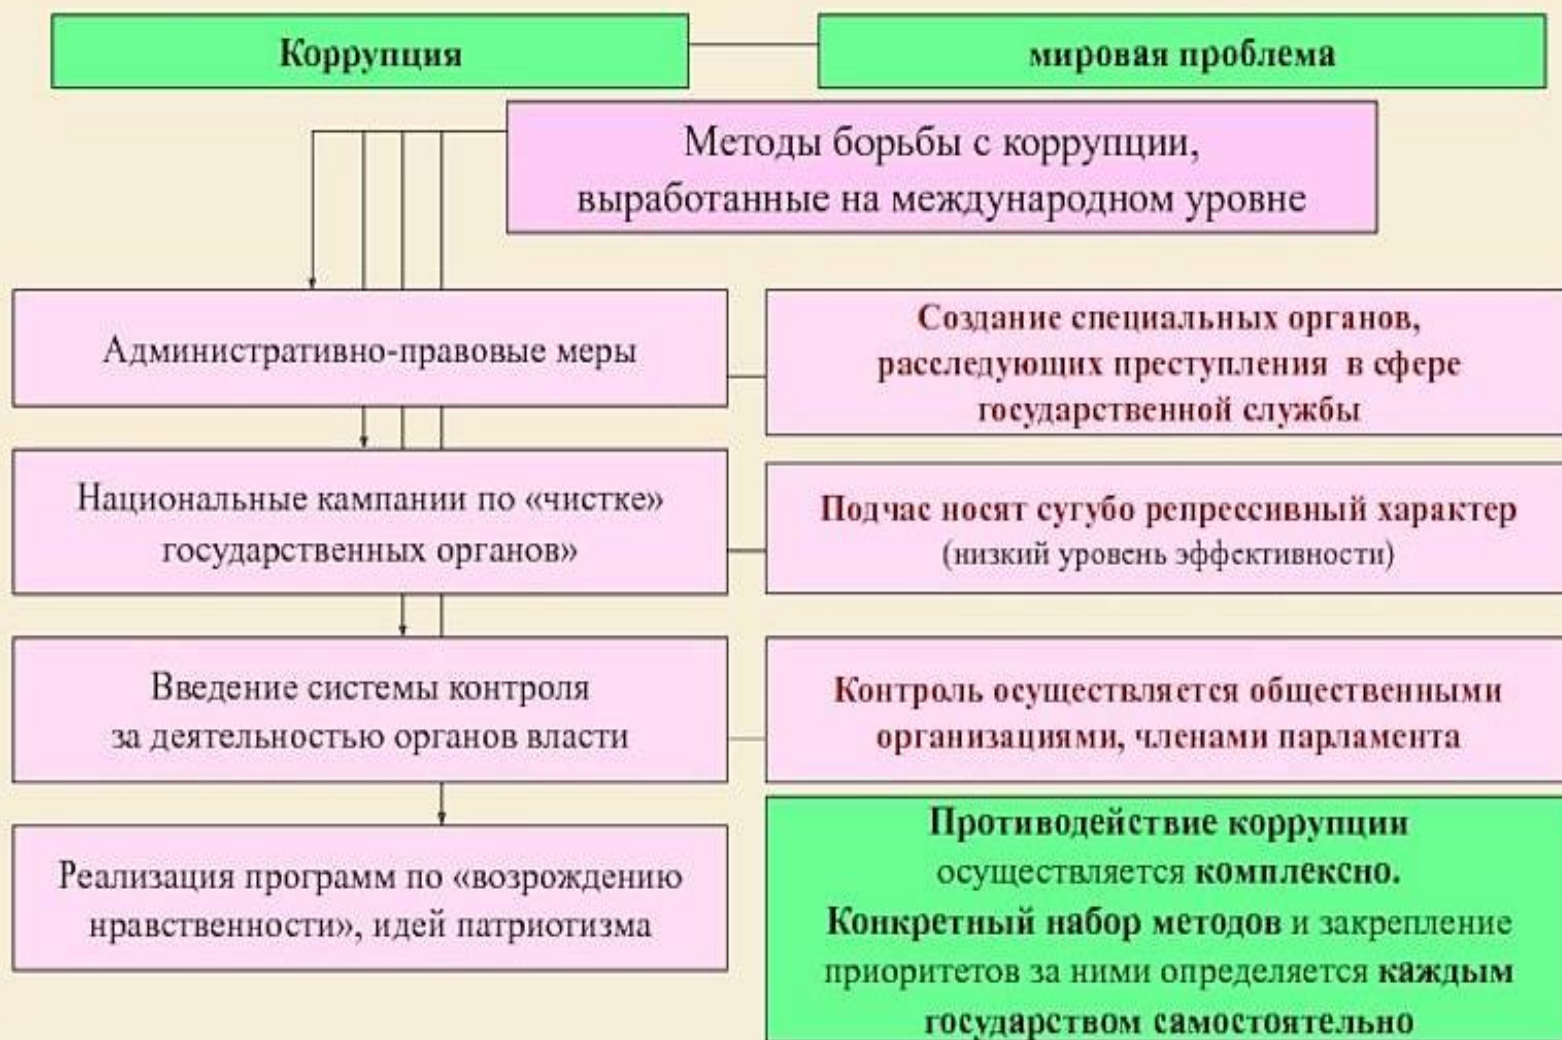 Коррупция
мировая проблема
Методы борьбы с коррупции,
выработанные на международном уровне
Административно-правовые меры
Создание специальных органов,
расследующих преступления в сфере
государственной службы
Национальные кампании по «чистке»
государственных органов»
Подчас носят сугубо репрессивный характер
(низкий уровень эффективности)
Введение системы контроля
за деятельностью органов власти
Контроль осуществляется общественными
организациями, членами парламента
Реализация программ по «возрождению
нравственности», идей патриотизма
Противодействие коррупции
осуществляется комплексно.
Конкретный набор методов и закрепление
приоритетов за ними определяется каждым
государством самостоятельно